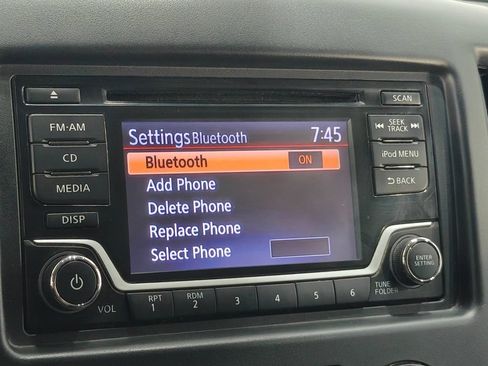 SCAN
FM·AM
CD
MEDIA
DISP
Settings Bluetooth 7:45
Bluetooth ON
Add Phone
Delete Phone
Replace Phone
Select Phone
SEEK
TRACK
iPod MENU
BACK
ENTER
SETTING
VOL
RPT
1
RDM
2
3
4
5
6
TUNE
FOLDER